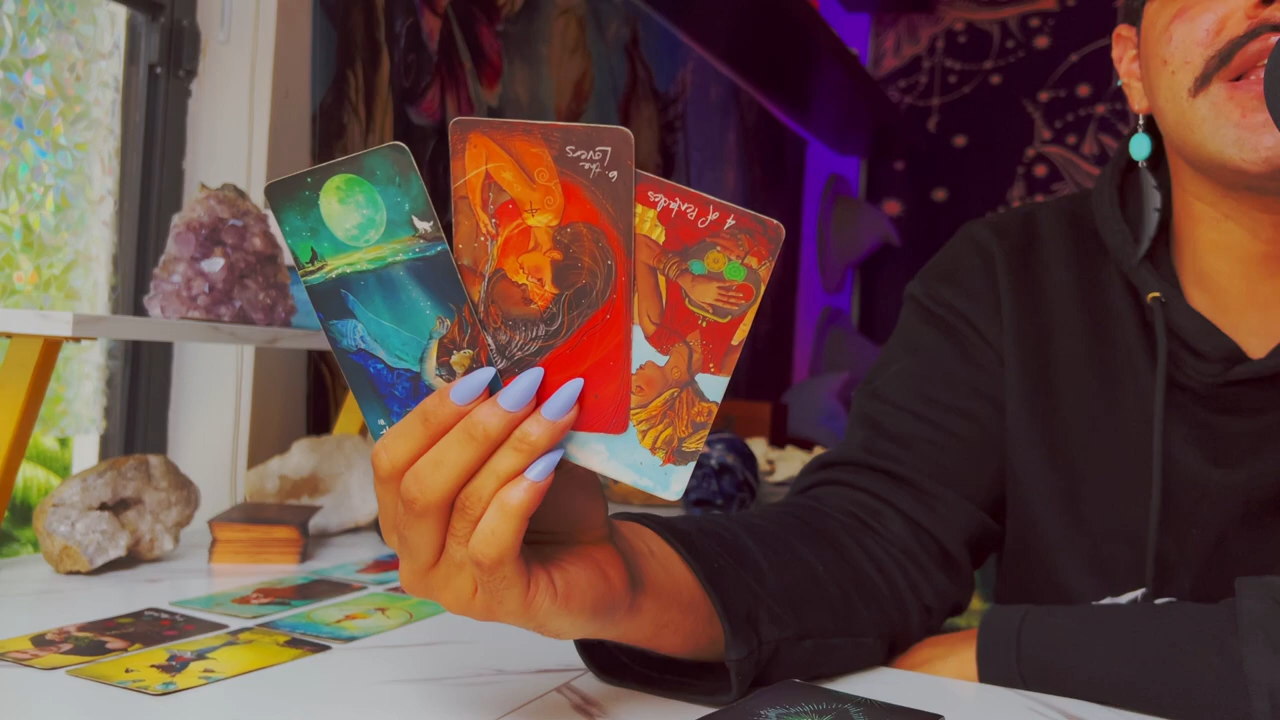 6. the
Lovers
4 of Pentacles